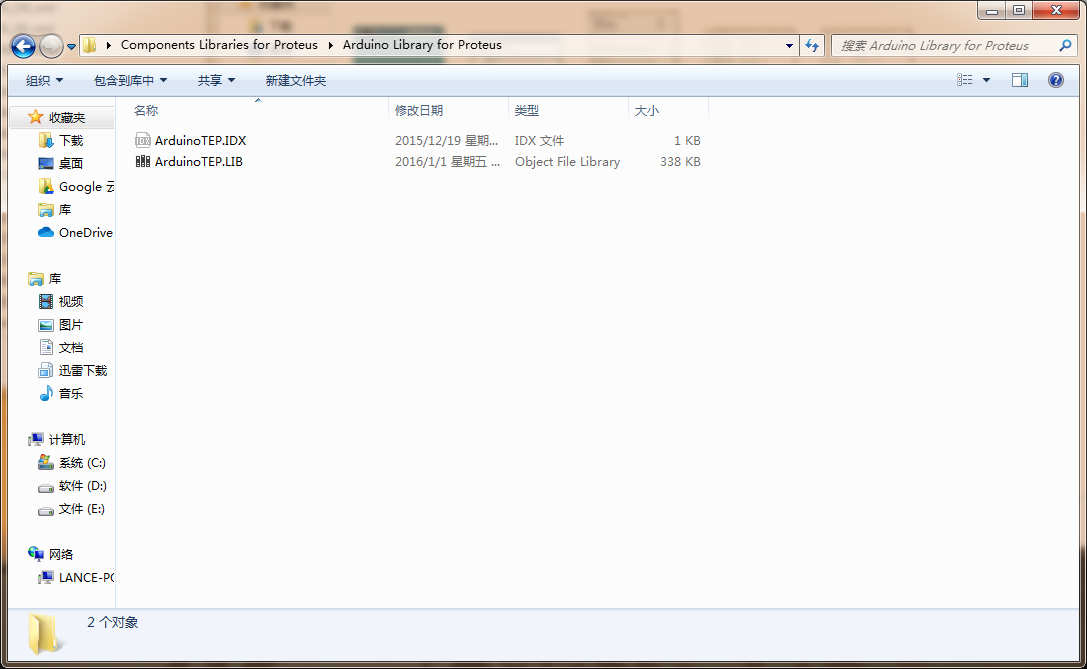 Components Libraries for Proteus Arduino Library for Proteus
搜索 Arduino Library for Proteus
组织 包含到库中 共享 新建文件夹
名称 修改日期 类型 大小
ArduinoTEP.IDX 2015/12/19 星期... IDX 文件 1 KB
ArduinoTEP.LIB 2016/1/1 星期五 ... Object File Library 338 KB
收藏夹
下载
桌面
Google
库
OneDrive
库
视频
图片
文档
迅雷下载
音乐
计算机
系统 (C:)
软件 (D:)
文件 (E:)
网络
LANCE-PC
2 个对象